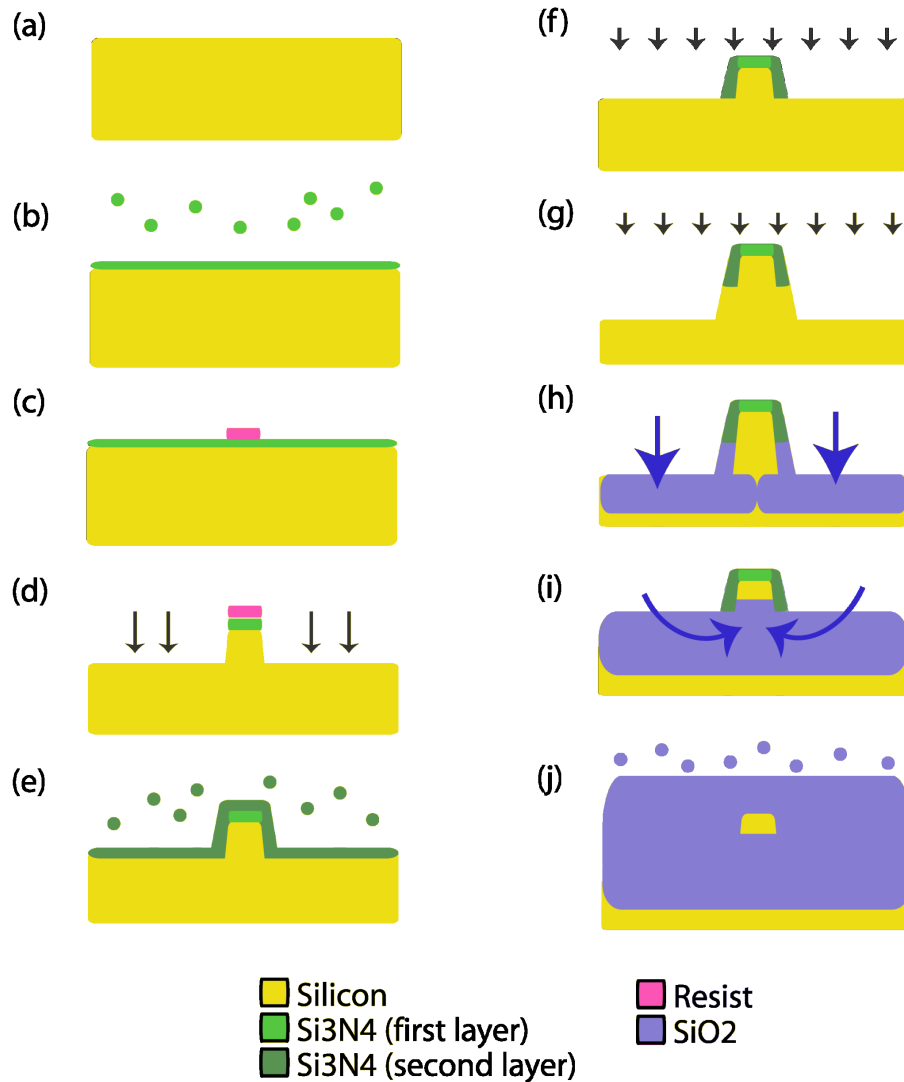 (a)
(b)
(c)
(d)
(e)
(f)
(g)
(h)
(i)
(j)
Silicon
Si3N4 (first layer)
Si3N4 (second layer)
Resist
SiO2